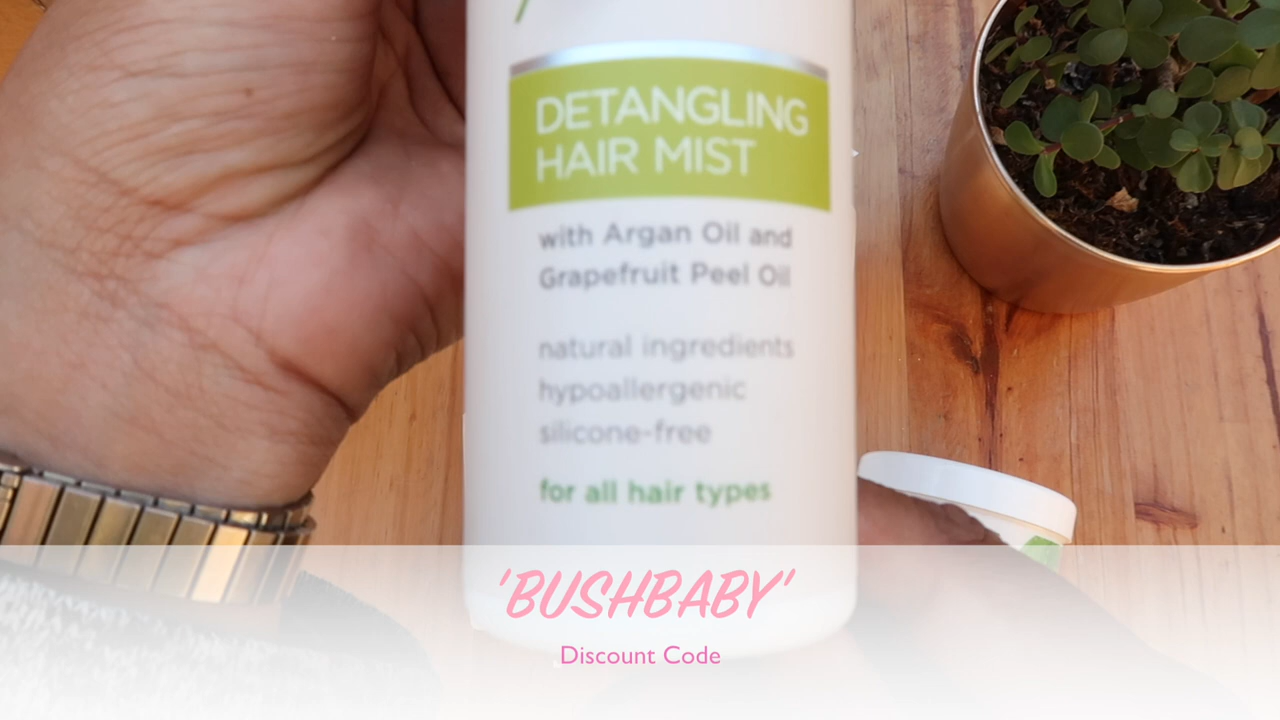 DETANGLING
HAIR MIST
with Argan Oil and
Grapefruit Peel Oil
natural ingredients
hypoallergenic
silicone-free
for all hair types
'BUSHBABY'
Discount Code